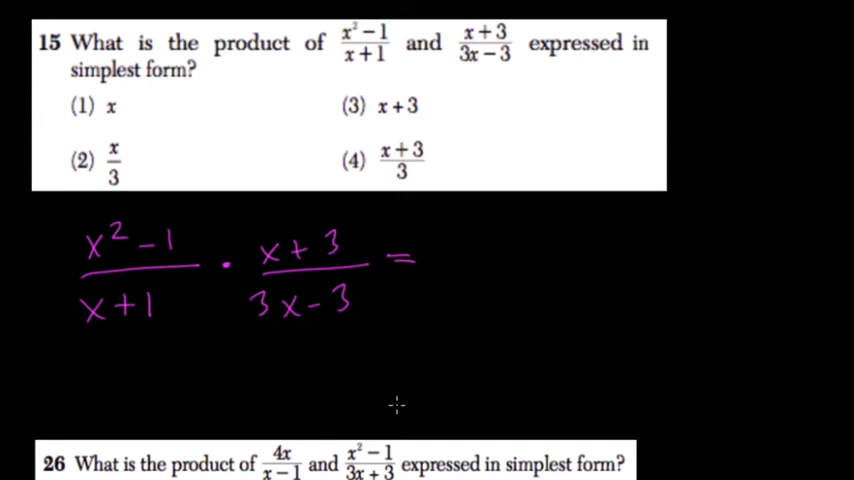 15 What is the product of (x² − 1)/(x + 1) and (x + 3)/(3x − 3) expressed in
simplest form?
(1) x (3) x + 3
(2) x/3 (4) (x + 3)/3
(x² − 1)/(x + 1) · (x + 3)/(3x − 3) =
26 What is the product of 4x/(x − 1) and (x² − 1)/(3x + 3) expressed in simplest form?